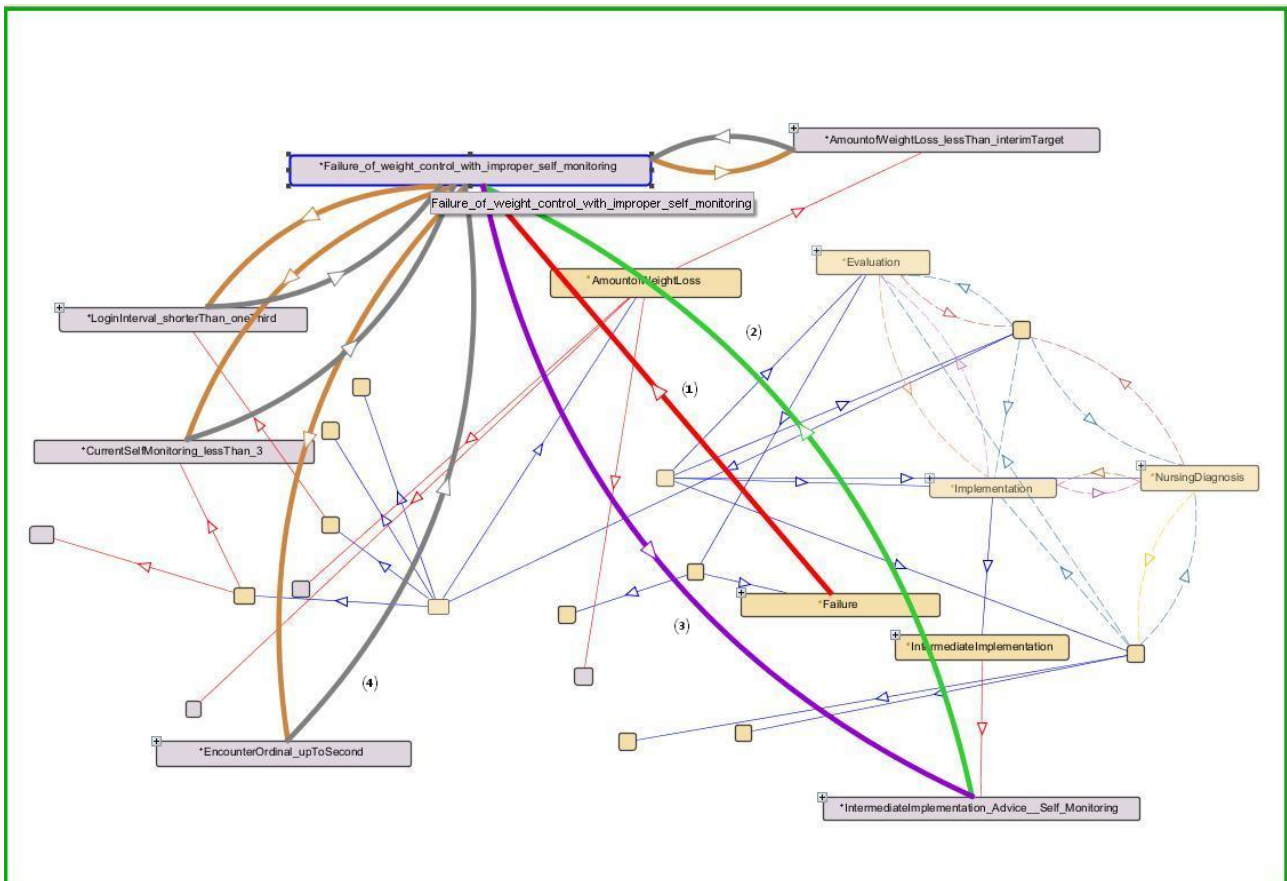 *AmountofWeightLoss_lessThan_interimTarget
*Failure_of_weight_control_with_improper_self_monitoring
Failure_of_weight_control_with_improper_self_monitoring
*Evaluation
*AmountofWeightLoss
*LoginInterval_shorterThan_oneThird
(2)
(1)
*CurrentSelfMonitoring_lessThan_3
*NursingDiagnosis
*Implementation
*Failure
(3)
*IntermediateImplementation
(4)
*EncounterOrdinal_upToSecond
*IntermediateImplementation_Advice__Self_Monitoring